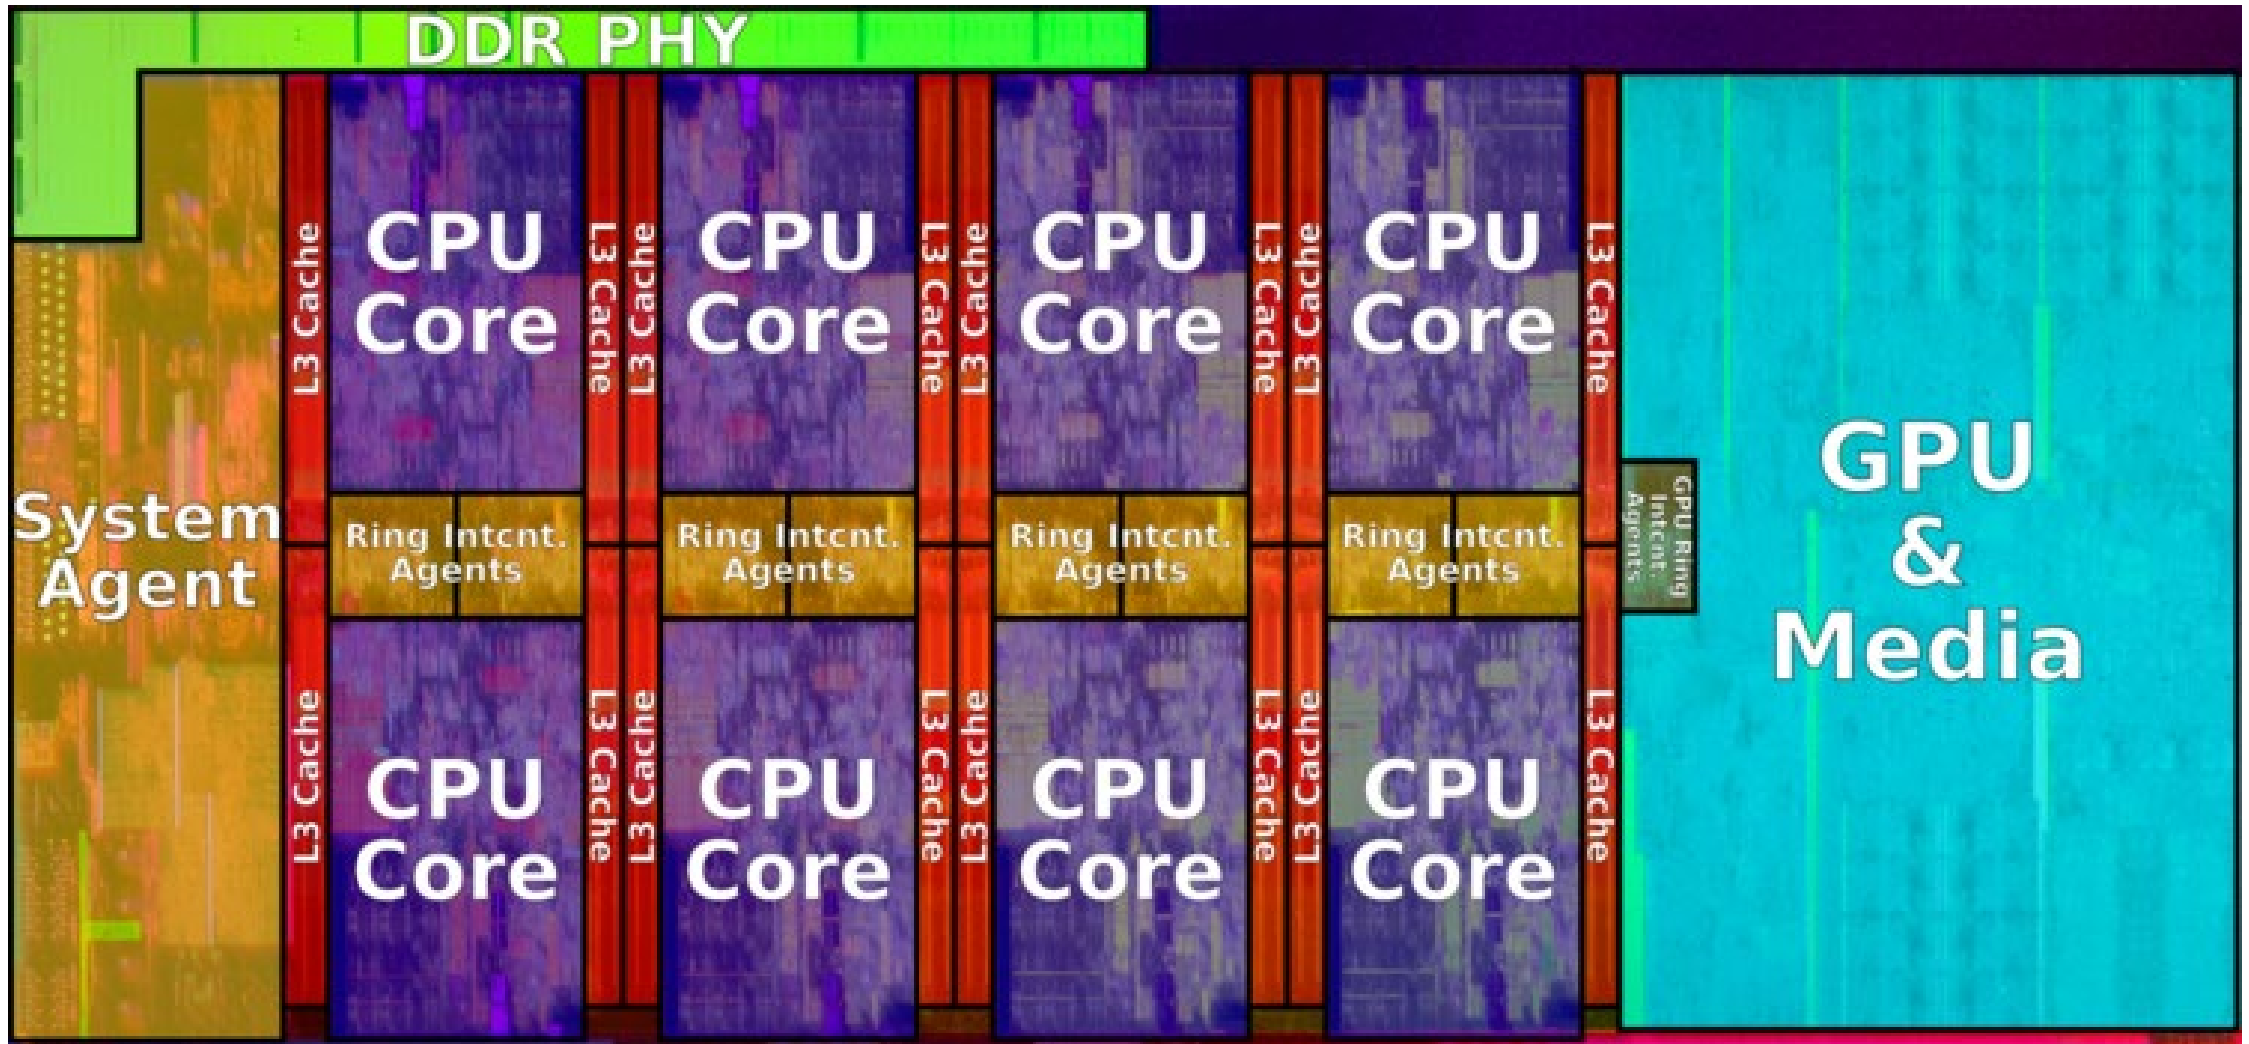 DDR PHY
System
Agent
L3 Cache
CPU
Core
L3 Cache
L3 Cache
CPU
Core
L3 Cache
L3 Cache
CPU
Core
L3 Cache
L3 Cache
CPU
Core
L3 Cache
Ring Intcnt.
Agents
Ring Intcnt.
Agents
Ring Intcnt.
Agents
Ring Intcnt.
Agents
GPU Ring
Intcnt.
Agents
GPU
&
Media
L3 Cache
CPU
Core
L3 Cache
L3 Cache
CPU
Core
L3 Cache
L3 Cache
CPU
Core
L3 Cache
L3 Cache
CPU
Core
L3 Cache